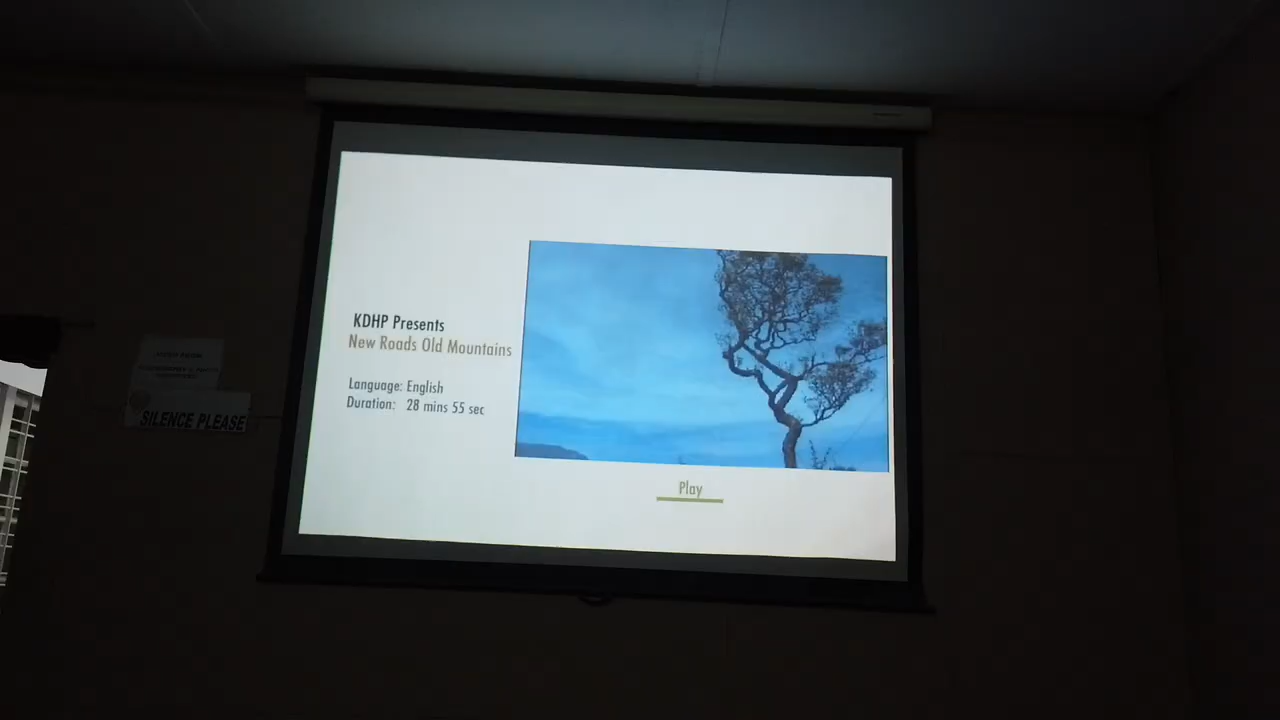 KDHP Presents
New Roads Old Mountains
Language: English
Duration: 28 mins 55 sec
Play
SILENCE PLEASE